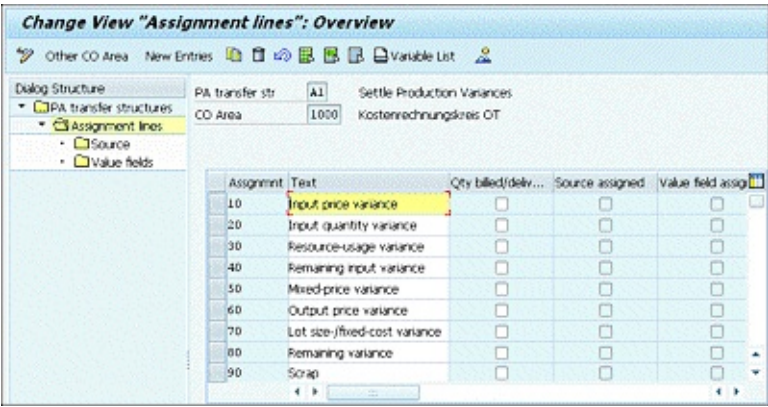 Change View "Assignment lines": Overview
Other CO Area New Entries Variable List
Dialog Structure
PA transfer structures
Assignment lines
Source
Value fields
PA transfer str A1 Settle Production Variances
CO Area 1000 Kostenrechnungskreis OT
Assgnmnt Text Qty billed/deliv... Source assigned Value field assig
10 Input price variance
20 Input quantity variance
30 Resource-usage variance
40 Remaining input variance
50 Mixed-price variance
60 Output price variance
70 Lot size-/fixed-cost variance
80 Remaining variance
90 Scrap